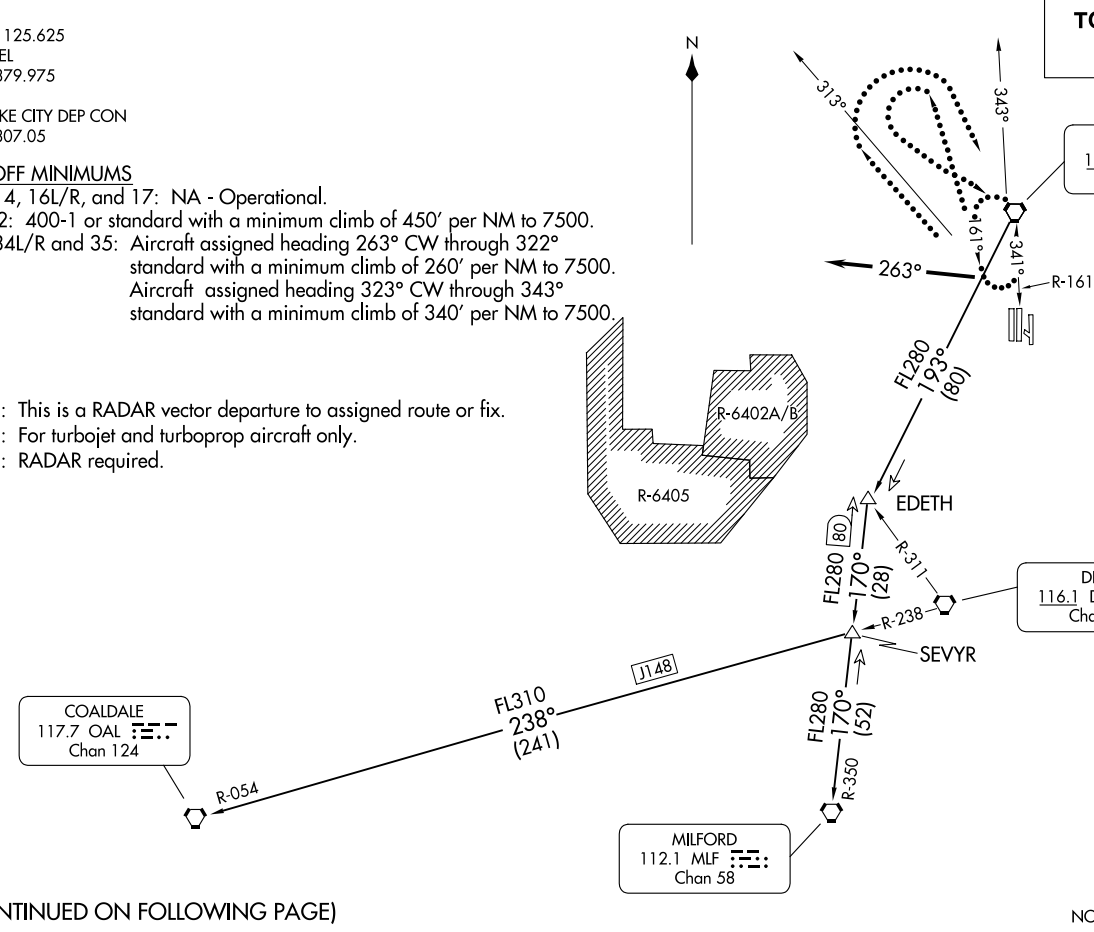 125.625
EL
379.975
KE CITY DEP CON
307.05
OFF MINIMUMS
14, 16L/R, and 17: NA - Operational.
2: 400-1 or standard with a minimum climb of 450' per NM to 7500.
34L/R and 35: Aircraft assigned heading 263° CW through 322°
standard with a minimum climb of 260' per NM to 7500.
Aircraft assigned heading 323° CW through 343°
standard with a minimum climb of 340' per NM to 7500.
: This is a RADAR vector departure to assigned route or fix.
: For turbojet and turboprop aircraft only.
: RADAR required.
N
TO
313°
343°
1
161°
341°
R-161
263°
FL280
193°
(80)
R-6402A/B
R-6405
EDETH
R-311
80
FL280
170°
(28)
D
116.1 D
Cha
R-238
SEVYR
J148
FL310
238°
(241)
FL280
170°
(52)
R-350
COALDALE
117.7 OAL
Chan 124
R-054
MILFORD
112.1 MLF
Chan 58
NTINUED ON FOLLOWING PAGE)
NO